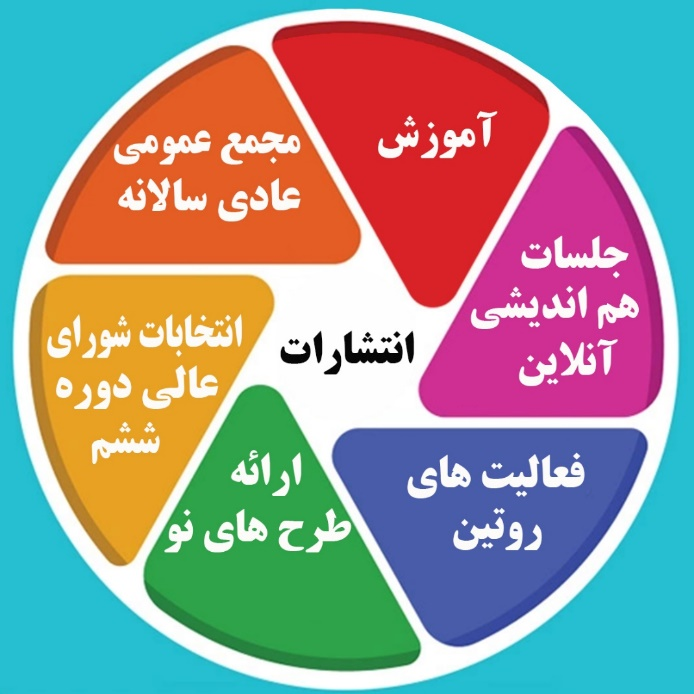 آموزش
جلسات
هم اندیشی
آنلاین
فعالیت های
روتین
ارائه
طرح های نو
انتخابات شورای
عالی دوره
ششم
مجمع عمومی
عادی سالانه
انتشارات